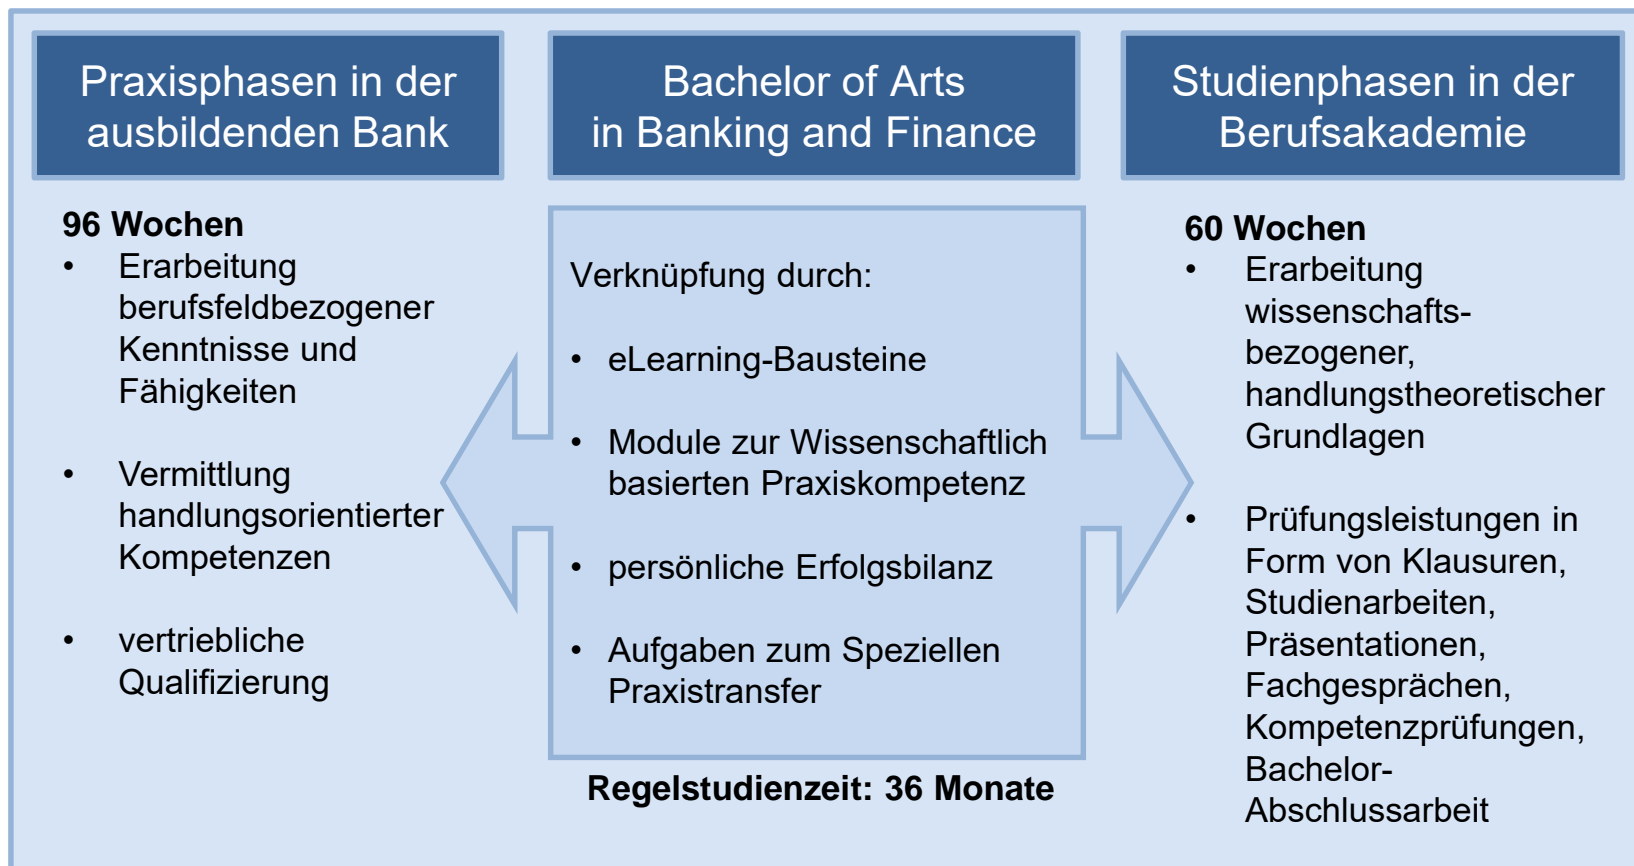 Praxisphasen in der
ausbildenden Bank
Bachelor of Arts
in Banking and Finance
Studienphasen in der
Berufsakademie
96 Wochen
• Erarbeitung
berufsfeldbezogener
Kenntnisse und
Fähigkeiten
• Vermittlung
handlungsorientierter
Kompetenzen
• vertriebliche
Qualifizierung
Verknüpfung durch:
• eLearning-Bausteine
• Module zur Wissenschaftlich
basierten Praxiskompetenz
• persönliche Erfolgsbilanz
• Aufgaben zum Speziellen
Praxistransfer
Regelstudienzeit: 36 Monate
60 Wochen
• Erarbeitung
wissenschafts-
bezogener,
handlungstheoretischer
Grundlagen
• Prüfungsleistungen in
Form von Klausuren,
Studienarbeiten,
Präsentationen,
Fachgesprächen,
Kompetenzprüfungen,
Bachelor-
Abschlussarbeit